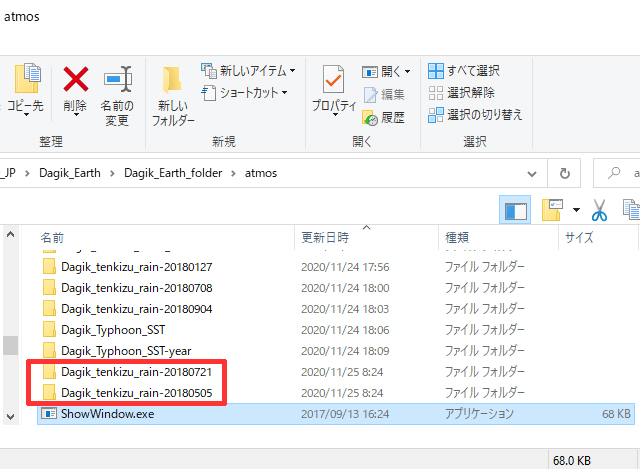 atmos
コピー先
削除
名前の
変更
新しい
フォルダー
新しいアイテム
ショートカット
プロパティ
開く
編集
履歴
すべて選択
選択解除
選択の切り替え
整理
新規
開く
選択
_JP › Dagik_Earth › Dagik_Earth_folder › atmos
a
名前 更新日時 種類 サイズ
Dagik_tenkizu_rain-20180127 2020/11/24 17:56 ファイル フォルダー
Dagik_tenkizu_rain-20180708 2020/11/24 18:00 ファイル フォルダー
Dagik_tenkizu_rain-20180904 2020/11/24 18:03 ファイル フォルダー
Dagik_Typhoon_SST 2020/11/24 18:06 ファイル フォルダー
Dagik_Typhoon_SST-year 2020/11/24 18:09 ファイル フォルダー
Dagik_tenkizu_rain-20180721 2020/11/25 8:24 ファイル フォルダー
Dagik_tenkizu_rain-20180505 2020/11/25 8:24 ファイル フォルダー
ShowWindow.exe 2017/09/13 16:24 アプリケーション 68 KB
68.0 KB